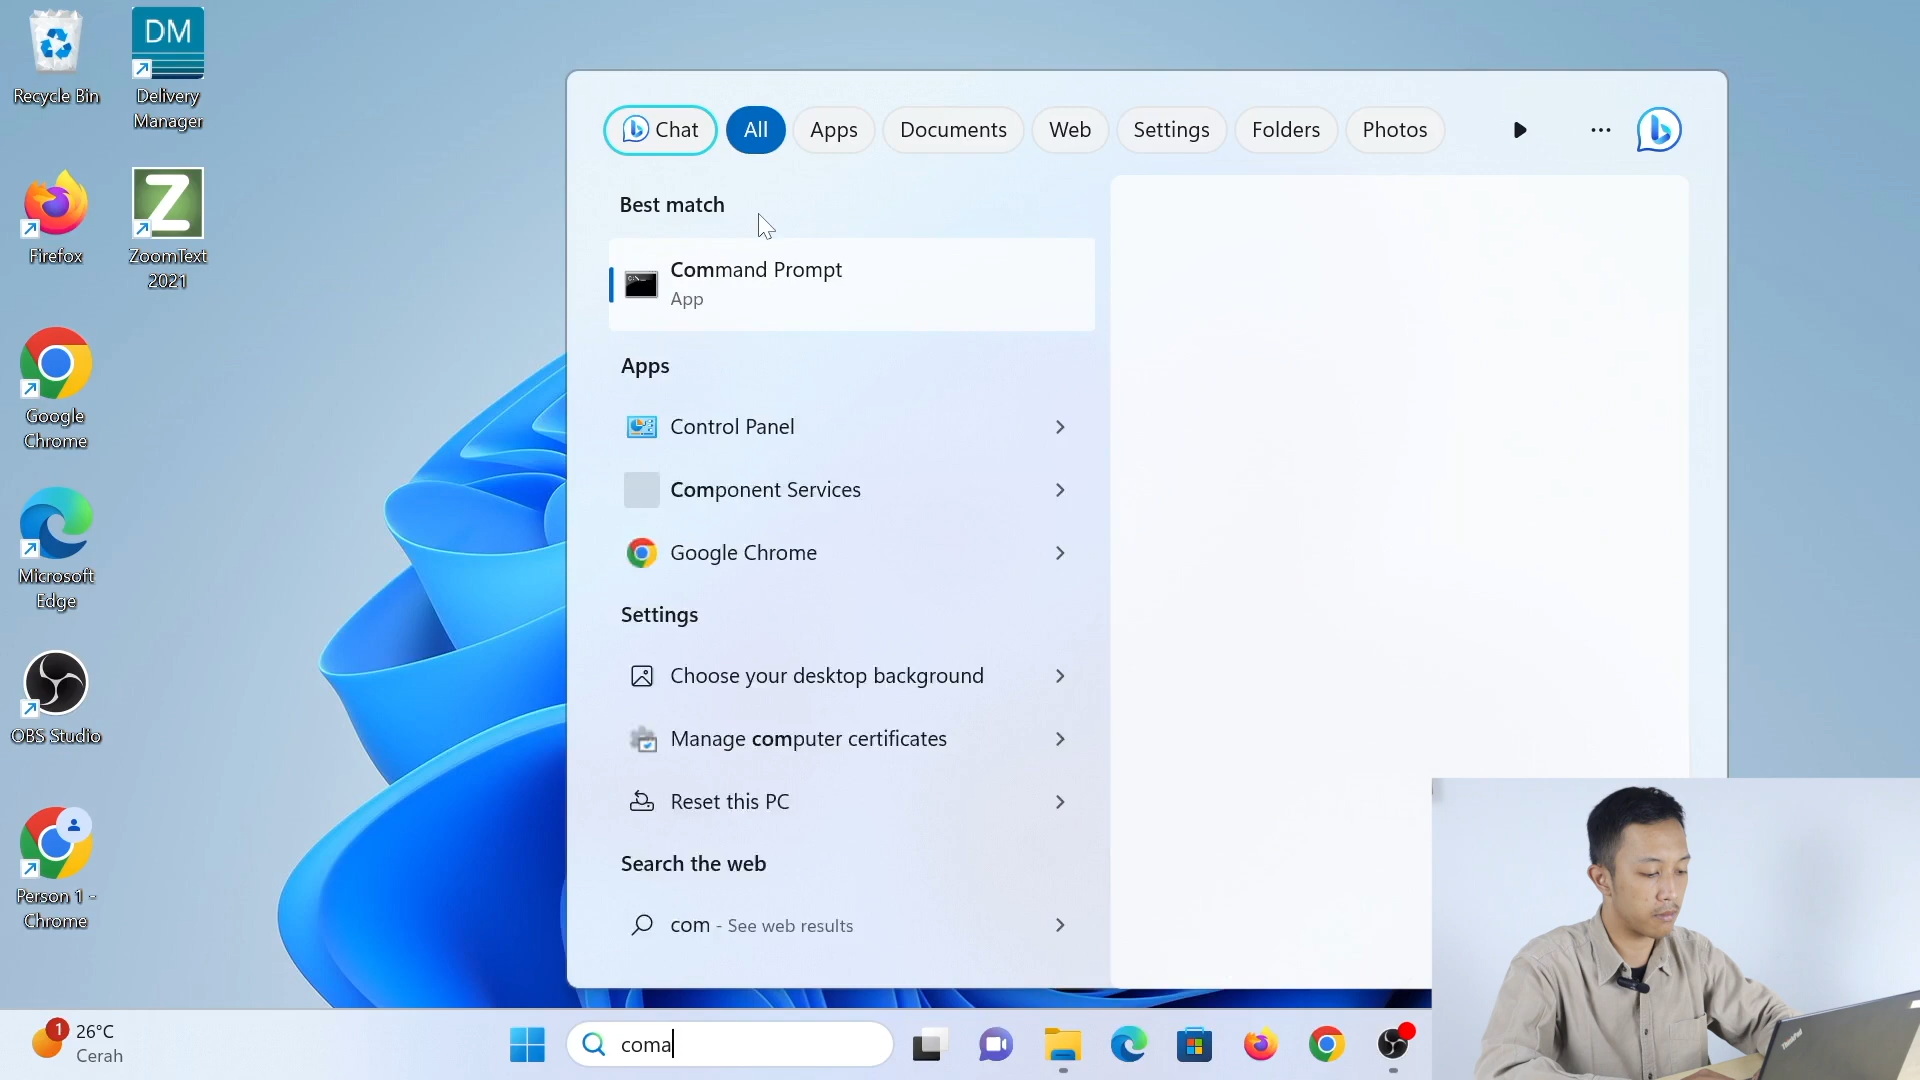 Recycle Bin
DM
Delivery
Manager
Firefox
Z
ZoomText
2021
Google
Chrome
Microsoft
Edge
OBS Studio
Person 1 -
Chrome
Chat
All
Apps
Documents
Web
Settings
Folders
Photos
Best match
Command Prompt
App
Apps
Control Panel
Component Services
Google Chrome
Settings
Choose your desktop background
Manage computer certificates
Reset this PC
Search the web
com - See web results
1
26°C
Cerah
coma
ThinkPad